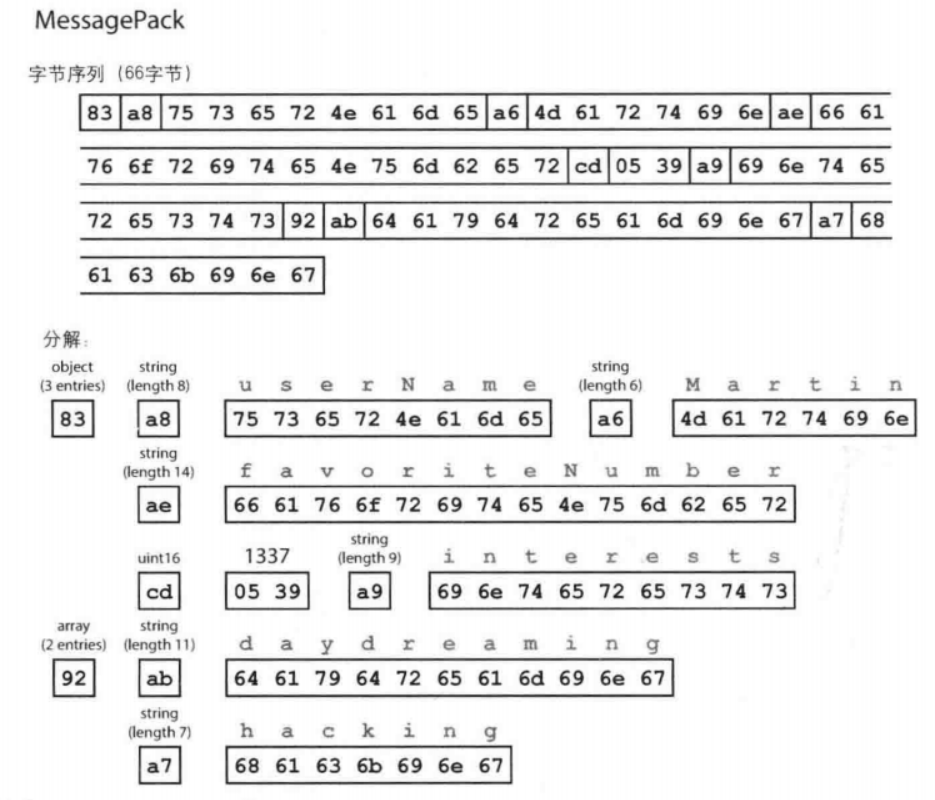 MessagePack
字节序列 (66字节)
83 a8 75 73 65 72 4e 61 6d 65 a6 4d 61 72 74 69 6e ae 66 61
76 6f 72 69 74 65 4e 75 6d 62 65 72 cd 05 39 a9 69 6e 74 65
72 65 73 74 73 92 ab 64 61 79 64 72 65 61 6d 69 6e 67 a7 68
61 63 6b 69 6e 67
分解:
object string string
(3 entries) (length 8) u s e r N a m e (length 6) M a r t i n
83 a8 75 73 65 72 4e 61 6d 65 a6 4d 61 72 74 69 6e
string
(length 14) f a v o r i t e N u m b e r
ae 66 61 76 6f 72 69 74 65 4e 75 6d 62 65 72
string
uint16 1337 (length 9) i n t e r e s t s
cd 05 39 a9 69 6e 74 65 72 65 73 74 73
array string
(2 entries) (length 11) d a y d r e a m i n g
92 ab 64 61 79 64 72 65 61 6d 69 6e 67
string
(length 7) h a c k i n g
a7 68 61 63 6b 69 6e 67